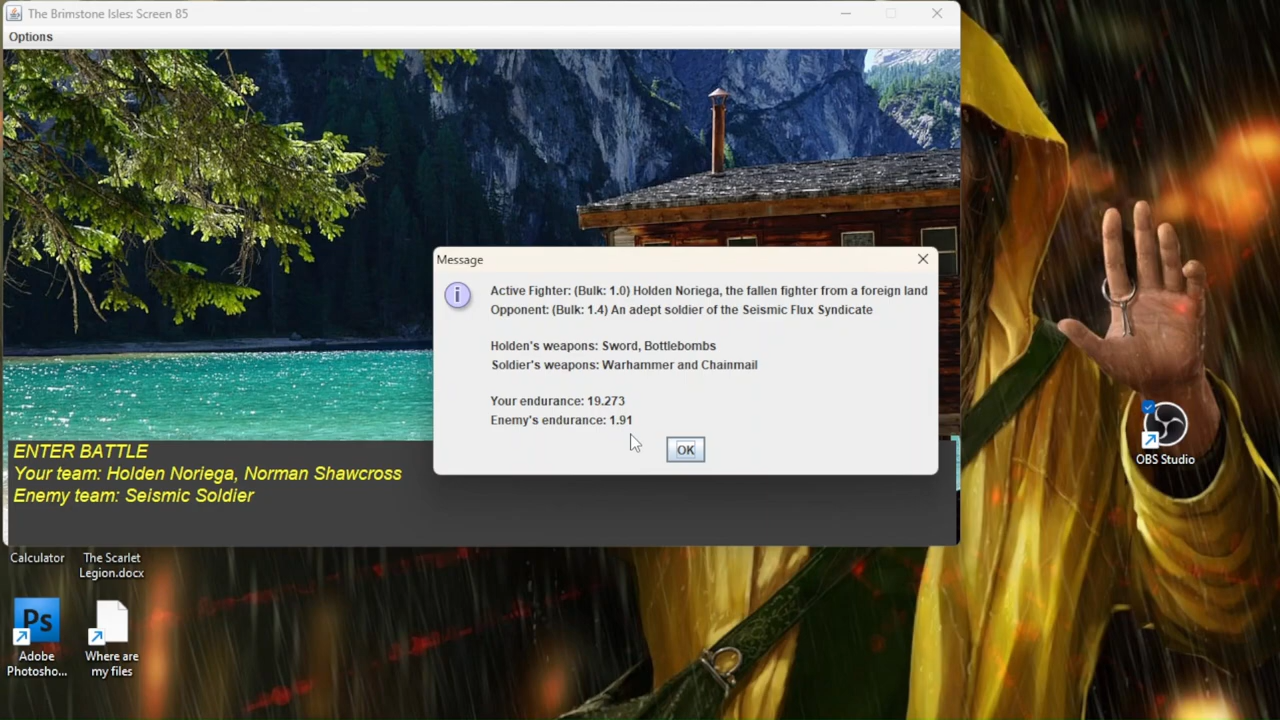 The Brimstone Isles: Screen 85
Options
Message
Active Fighter: (Bulk: 1.0) Holden Noriega, the fallen fighter from a foreign land
Opponent: (Bulk: 1.4) An adept soldier of the Seismic Flux Syndicate
Holden's weapons: Sword, Bottlebombs
Soldier's weapons: Warhammer and Chainmail
Your endurance: 19.273
Enemy's endurance: 1.91
OK
ENTER BATTLE
Your team: Holden Noriega, Norman Shawcross
Enemy team: Seismic Soldier
OBS Studio
Calculator
The Scarlet
Legion.docx
Ps
Adobe
Photosho...
Where are
my files